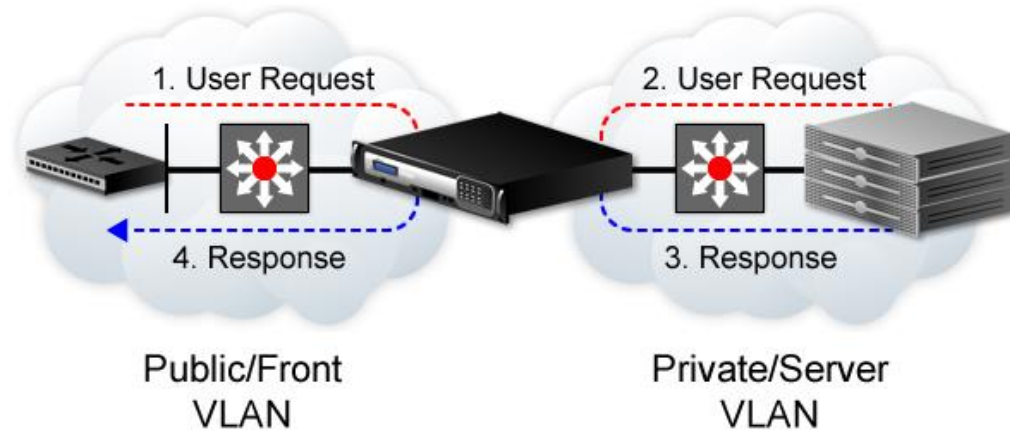 1. User Request
2. User Request
4. Response
3. Response
Public/Front
VLAN
Private/Server
VLAN